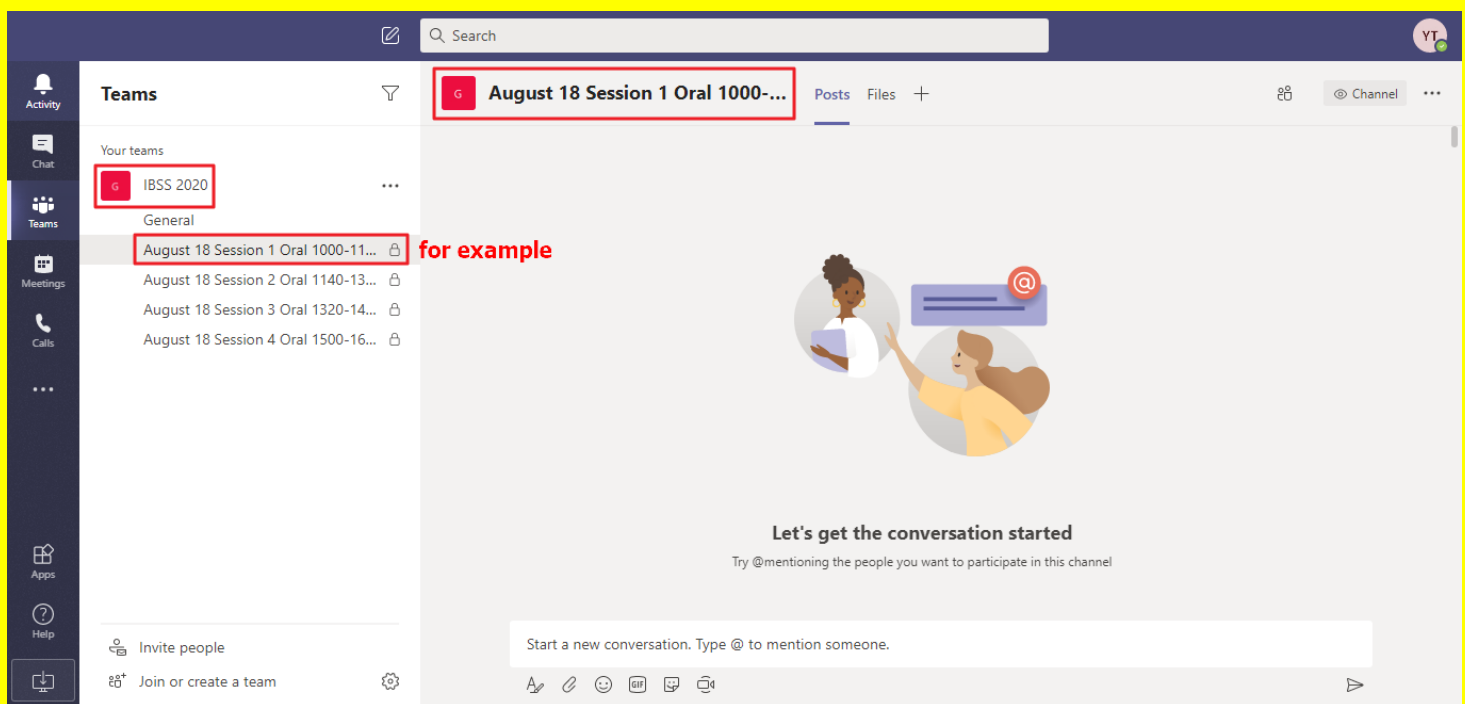 Search
YT
Activity
Chat
Teams
Meetings
Calls
Apps
Help
Teams
Your teams
G IBSS 2020
General
August 18 Session 1 Oral 1000-11...
for example
August 18 Session 2 Oral 1140-13...
August 18 Session 3 Oral 1320-14...
August 18 Session 4 Oral 1500-16...
Invite people
Join or create a team
G August 18 Session 1 Oral 1000-... Posts Files
Channel
@
Let's get the conversation started
Try @mentioning the people you want to participate in this channel
Start a new conversation. Type @ to mention someone.
GIF